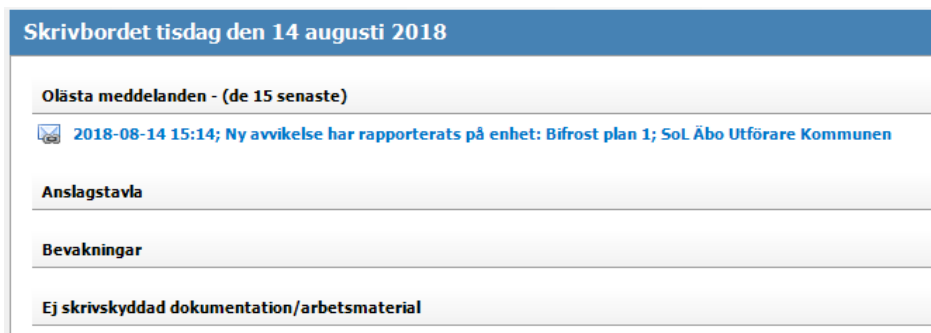 Skrivbordet tisdag den 14 augusti 2018
Olästa meddelanden - (de 15 senaste)
2018-08-14 15:14; Ny avvikelse har rapporterats på enhet: Bifrost plan 1; SoL Äbo Utförare Kommunen
Anslagstavla
Bevakningar
Ej skrivskyddad dokumentation/arbetsmaterial